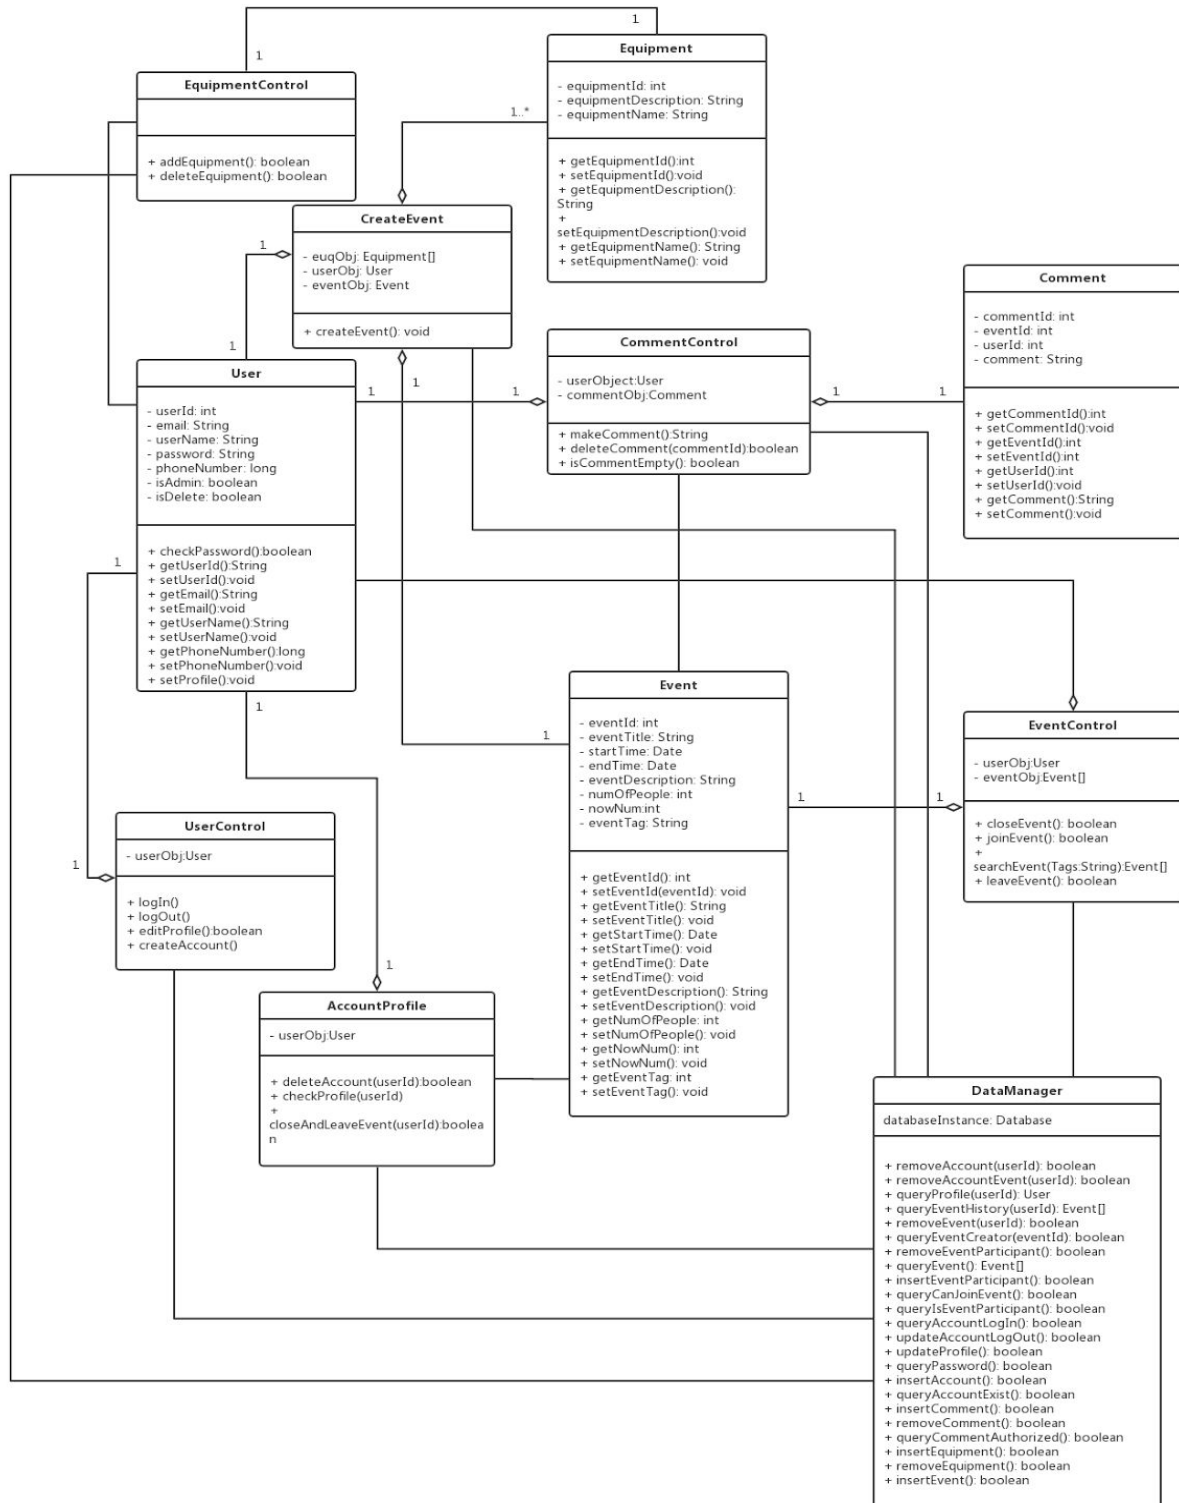 1
1
Equipment
- equipmentId: int
- equipmentDescription: String
- equipmentName: String
+ getEquipmentId():int
+ setEquipmentId():void
+ getEquipmentDescription():
String
+
setEquipmentDescription():void
+ getEquipmentName(): String
+ setEquipmentName(): void
EquipmentControl
+ addEquipment(): boolean
+ deleteEquipment(): boolean
1..*
CreateEvent
- euqObj: Equipment[]
- userObj: User
- eventObj: Event
+ createEvent(): void
1
1
1
Comment
- commentId: int
- eventId: int
- userId: int
- comment: String
+ getCommentId():int
+ setCommentId():void
+ getEventId():int
+ setEventId():int
+ getUserId():int
+ setUserId():void
+ getComment():String
+ setComment():void
CommentControl
- userObject:User
- commentObj:Comment
+ makeComment():String
+ deleteComment(commentId):boolean
+ isCommentEmpty(): boolean
1
1
1
1
User
- userId: int
- email: String
- userName: String
- password: String
- phoneNumber: long
- isAdmin: boolean
- isDelete: boolean
+ checkPassword():boolean
+ getUserId():String
+ setUserId():void
+ getEmail():String
+ setEmail():void
+ getUserName():String
+ setUserName():void
+ getPhoneNumber():long
+ setPhoneNumber():void
+ setProfile():void
1
1
Event
- eventId: int
- eventTitle: String
- startTime: Date
- endTime: Date
- eventDescription: String
- numOfPeople: int
- nowNum:int
- eventTag: String
+ getEventId(): int
+ setEventId(eventId): void
+ getEventTitle(): String
+ setEventTitle(): void
+ getStartTime(): Date
+ setStartTime(): void
+ getEndTime(): Date
+ setEndTime(): void
+ getEventDescription(): String
+ setEventDescription(): void
+ getNumOfPeople: int
+ setNumOfPeople(): void
+ getNowNum(): int
+ setNowNum(): void
+ getEventTag: int
+ setEventTag(): void
1
1
1
EventControl
- userObj:User
- eventObj:Event[]
+ closeEvent(): boolean
+ joinEvent(): boolean
+
searchEvent(Tags:String):Event[]
+ leaveEvent(): boolean
UserControl
- userObj:User
+ logIn()
+ logOut()
+ editProfile():boolean
+ createAccount()
1
1
AccountProfile
- userObj:User
+ deleteAccount(userId):boolean
+ checkProfile(userId)
+
closeAndLeaveEvent(userId):boolea
n
DataManager
databaseInstance: Database
+ removeAccount(userId): boolean
+ removeAccountEvent(userId): boolean
+ queryProfile(userId): User
+ queryEventHistory(userId): Event[]
+ removeEvent(userId): boolean
+ queryEventCreator(eventId): boolean
+ removeEventParticipant(): boolean
+ queryEvent(): Event[]
+ insertEventParticipant(): boolean
+ queryCanJoinEvent(): boolean
+ queryIsEventParticipant(): boolean
+ queryAccountLogIn(): boolean
+ updateAccountLogOut(): boolean
+ updateProfile(): boolean
+ queryPassword(): boolean
+ insertAccount(): boolean
+ queryAccountExist(): boolean
+ insertComment(): boolean
+ removeComment(): boolean
+ queryCommentAuthorized(): boolean
+ insertEquipment(): boolean
+ removeEquipment(): boolean
+ insertEvent(): boolean